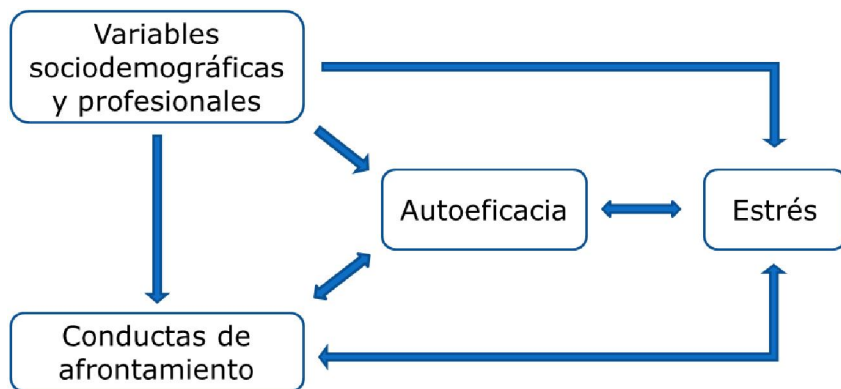 Variables
sociodemográficas
y profesionales
Autoeficacia
Estrés
Conductas de
afrontamiento